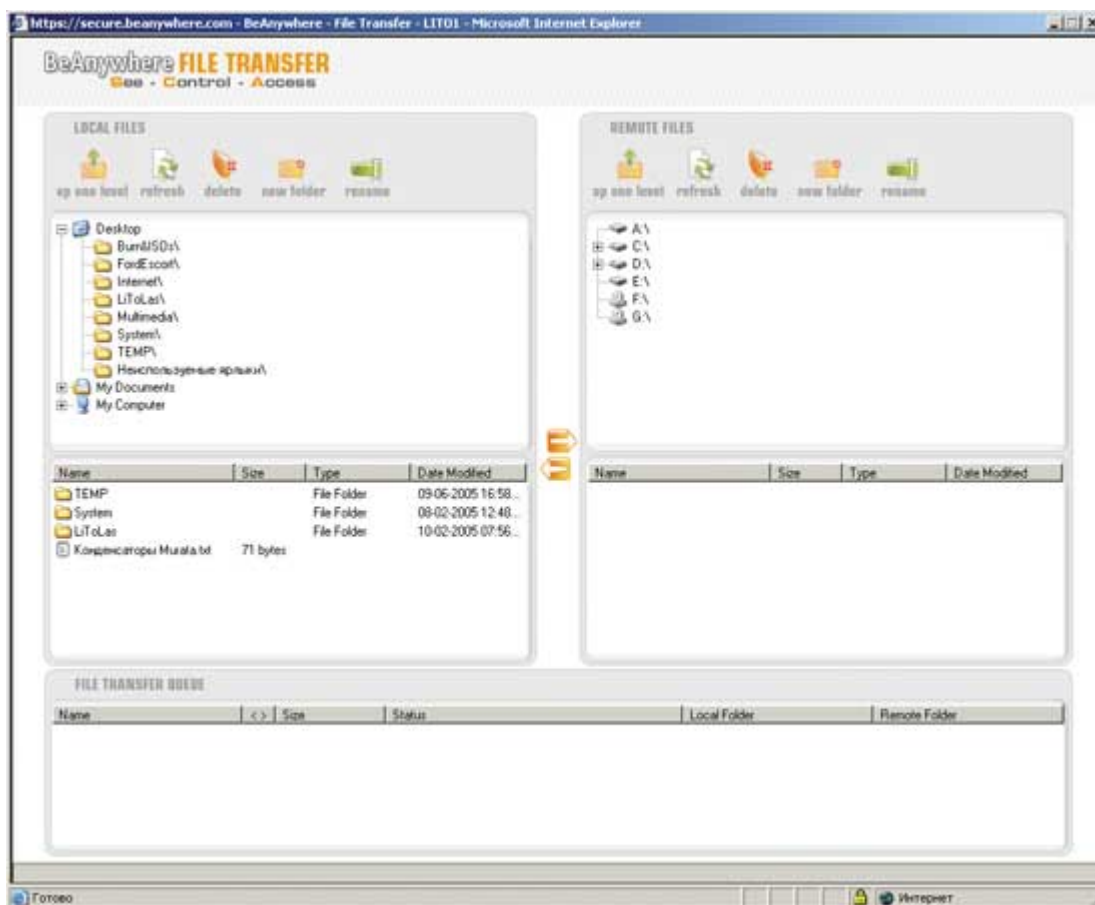 https://secure.beanywhere.com - BeAnywhere - File Transfer - LITO1 - Microsoft Internet Explorer
BeAnywhere FILE TRANSFER
See - Control - Access
LOCAL FILES
up one level refresh delete new folder rename
Desktop
Burn&ISOs\
FordEscort\
Internet\
LiToLas\
Multimedia\
System\
TEMP\
Неиспользуемые ярлыки\
My Documents
My Computer
Name Size Type Date Modified
TEMP File Folder 09-06-2005 16:58...
System File Folder 08-02-2005 12:48...
LiToLas File Folder 10-02-2005 07:56...
Конденсаторы Murata.txt 71 bytes
REMOTE FILES
up one level refresh delete new folder rename
A:\
C:\
D:\
E:\
F:\
G:\
Name Size Type Date Modified
FILE TRANSFER QUEUE
Name <> Size Status Local Folder Remote Folder
Готово Интернет